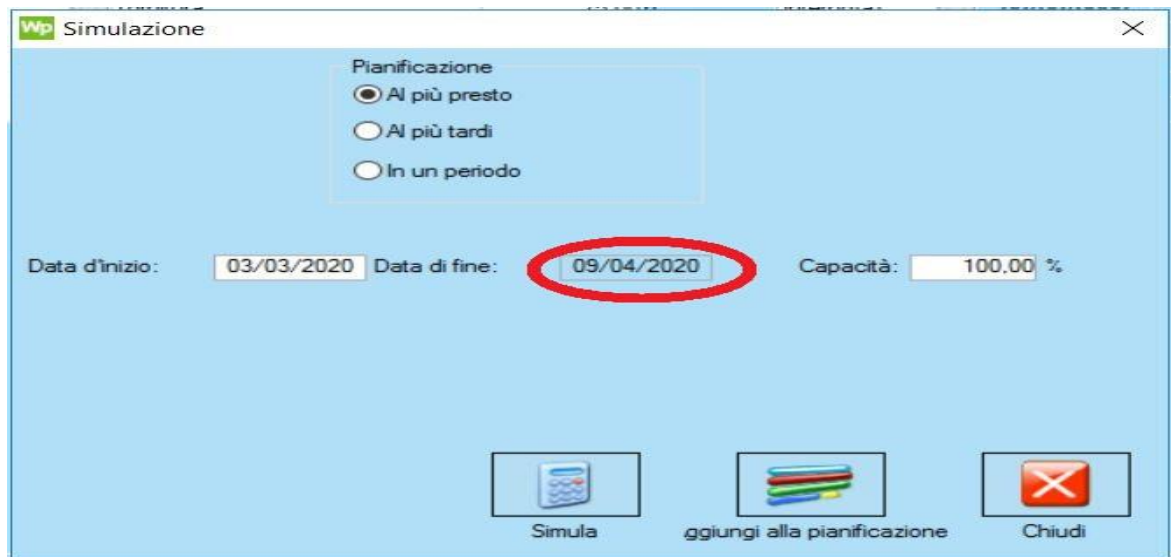 Wp Simulazione
Pianificazione
Al più presto
Al più tardi
In un periodo
Data d'inizio: 03/03/2020 Data di fine: 09/04/2020 Capacità: 100,00 %
Simula ggiungi alla pianificazione Chiudi